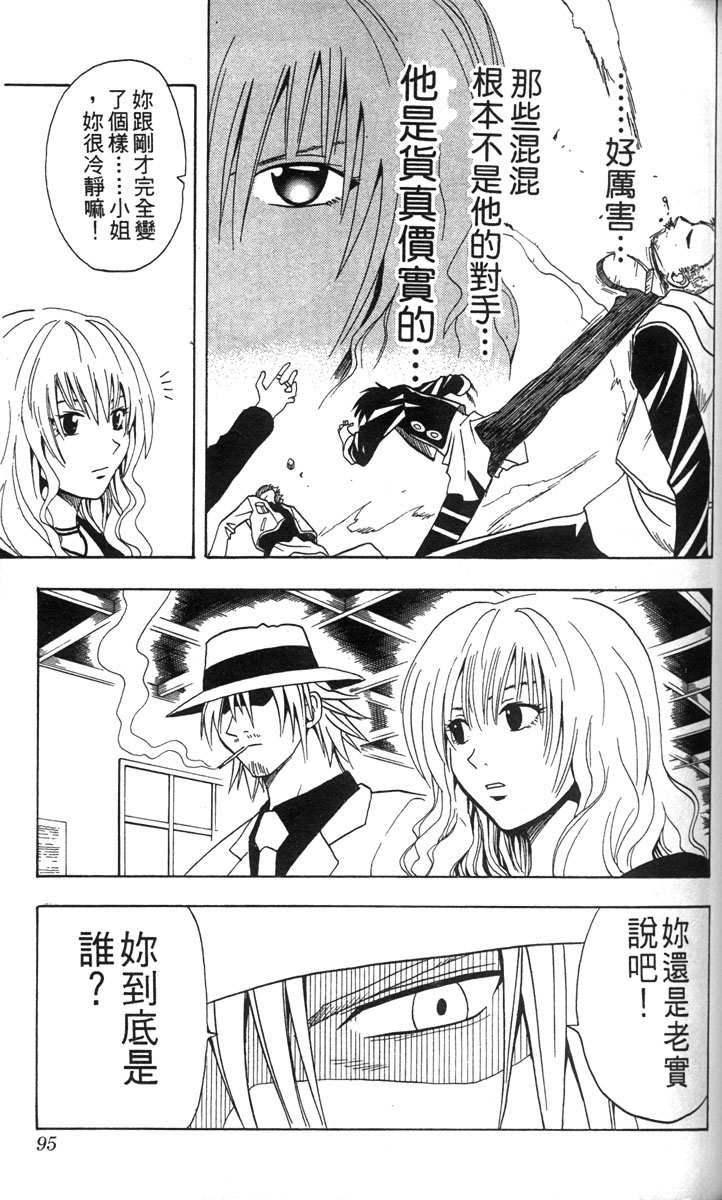 ……好厲害…
那些混混
根本不是他的對手…
他是貨真價實的…
妳跟剛才完全變
了個樣……小姐
，妳很冷靜嘛！
妳還是老實
說吧！
妳到底是
誰？
95